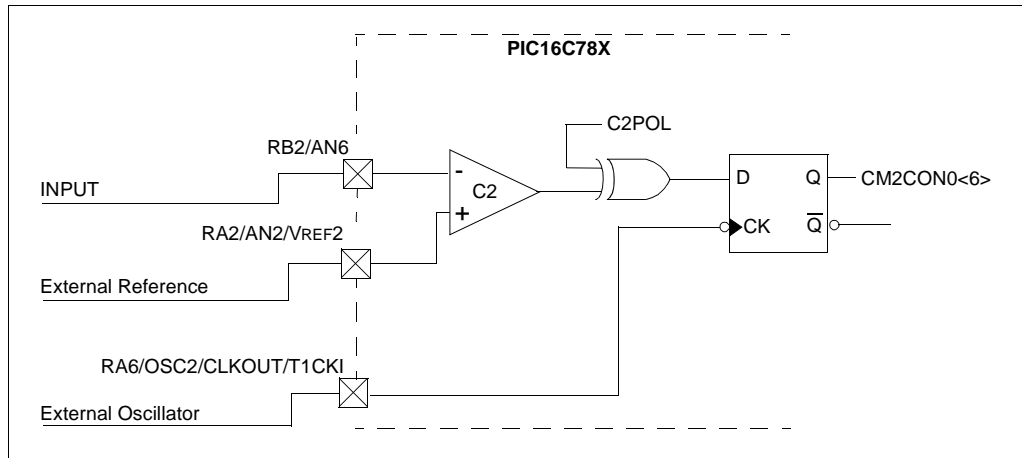 PIC16C78X
C2POL
RB2/AN6
INPUT
-
C2
+
D Q
CM2CON0<6>
CK Q
RA2/AN2/VREF2
External Reference
RA6/OSC2/CLKOUT/T1CKI
External Oscillator